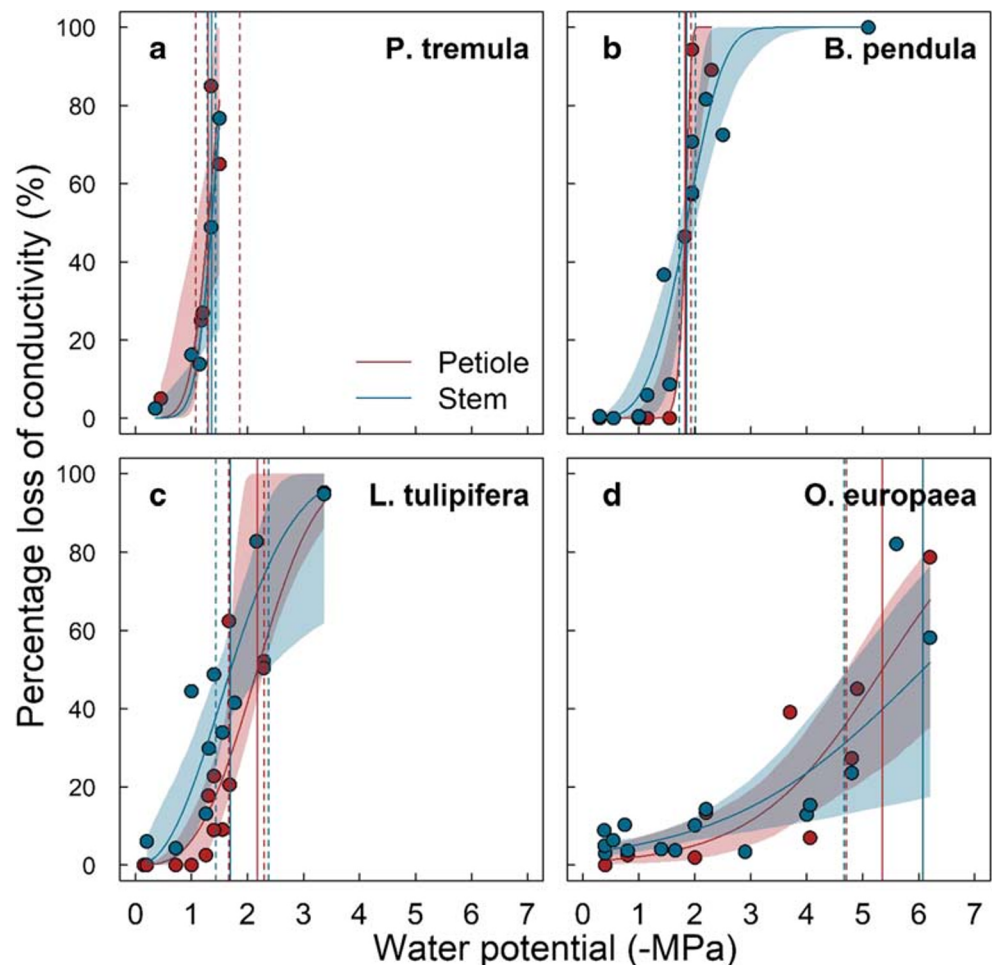 Percentage loss of conductivity (%)
a P. tremula
b B. pendula
100
80
60
40
20
0
Petiole
Stem
c L. tulipifera
d O. europaea
100
80
60
40
20
0
0 1 2 3 4 5 6 7
0 1 2 3 4 5 6 7
Water potential (-MPa)